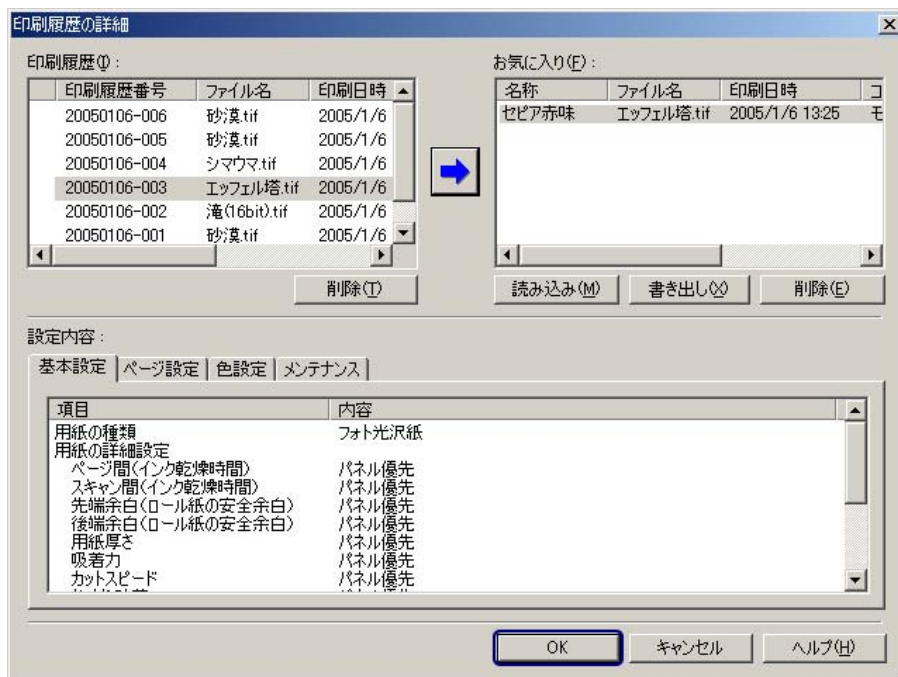 印刷履歴の詳細
印刷履歴(I):
印刷履歴番号 ファイル名 印刷日時
20050106-006 砂漠.tif 2005/1/6
20050106-005 砂漠.tif 2005/1/6
20050106-004 シマウマ.tif 2005/1/6
20050106-003 エッフェル塔.tif 2005/1/6
20050106-002 滝(16bit).tif 2005/1/6
20050106-001 砂漠.tif 2005/1/6
削除(T)
お気に入り(F):
名称 ファイル名 印刷日時 コ
セピア赤味 エッフェル塔.tif 2005/1/6 13:25 モ
読み込み(M) 書き出し(X) 削除(E)
設定内容:
基本設定 ページ設定 色設定 メンテナンス
項目 内容
用紙の種類 フォト光沢紙
用紙の詳細設定
ページ間(インク乾燥時間) パネル優先
スキャン間(インク乾燥時間) パネル優先
先端余白(ロール紙の安全余白) パネル優先
後端余白(ロール紙の安全余白) パネル優先
用紙厚さ パネル優先
吸着力 パネル優先
カットスピード パネル優先
OK キャンセル ヘルプ(H)